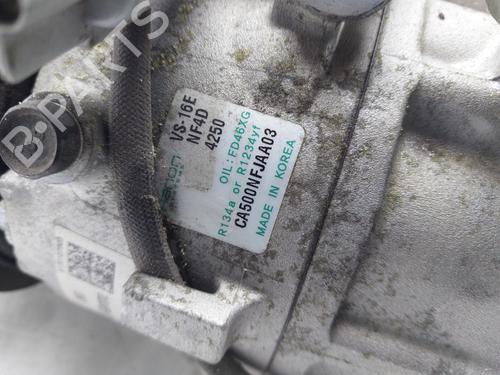 VS-16E
NF4D
4250
OIL: FD46XG
R134a or R1234yf
CA500NFJAA03
MADE IN KOREA
B-PARTS